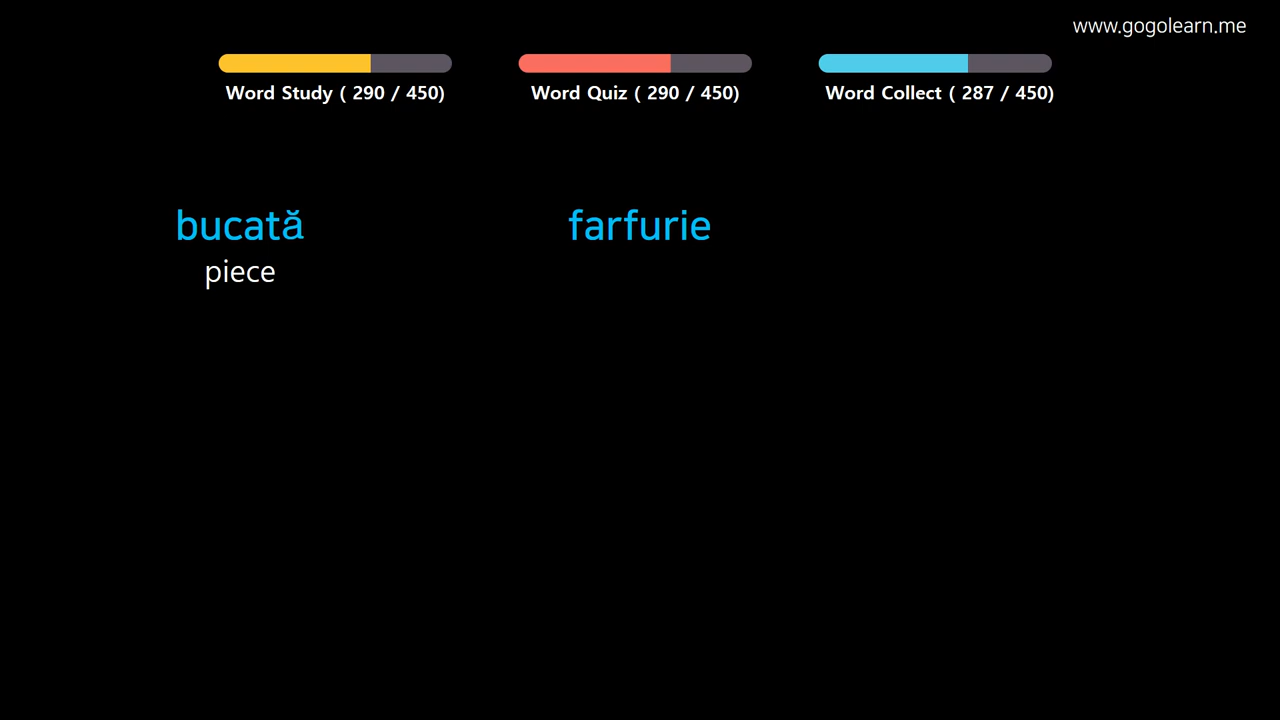 www.gogolearn.me
Word Study ( 290 / 450)
Word Quiz ( 290 / 450)
Word Collect ( 287 / 450)
bucată
farfurie
piece